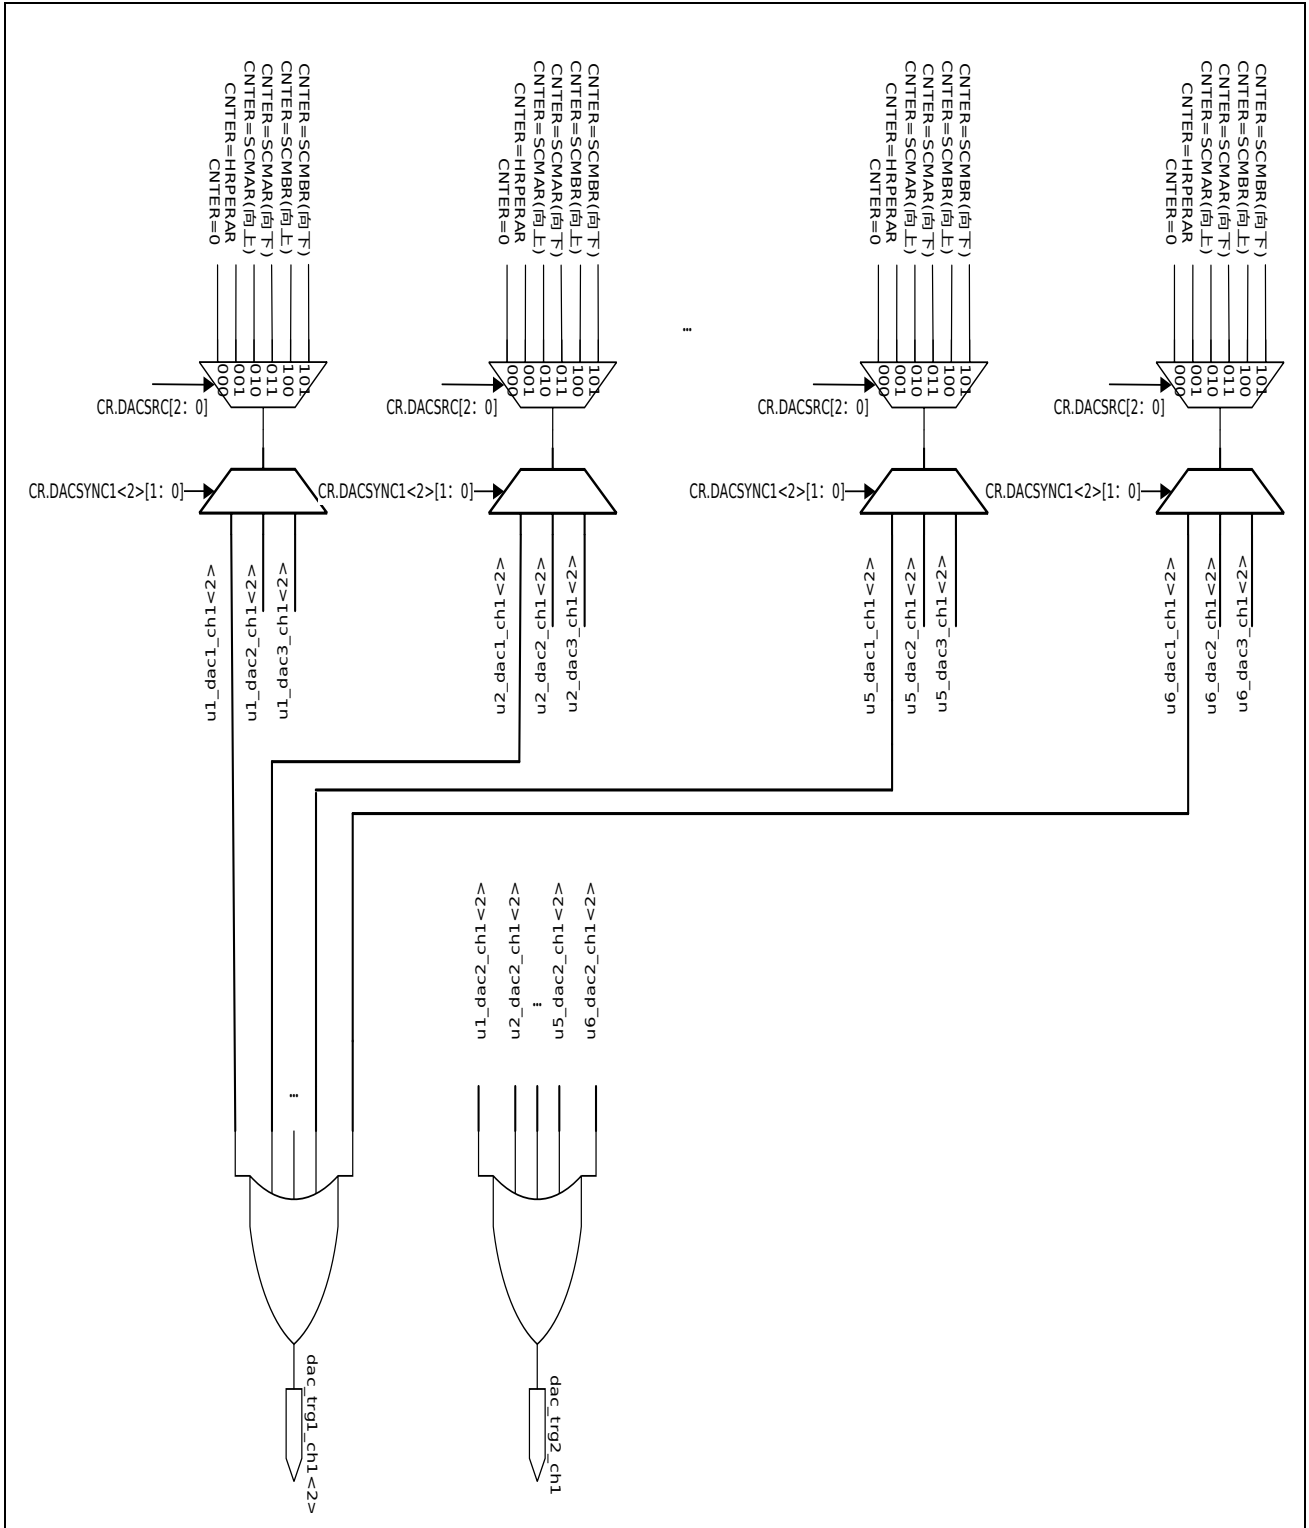 CNTER=0
CNTER=HRPERAR
CNTER=SCMAR(向上)
CNTER=SCMAR(向下)
CNTER=SCMBR(向上)
CNTER=SCMBR(向下)
CNTER=0
CNTER=HRPERAR
CNTER=SCMAR(向上)
CNTER=SCMAR(向下)
CNTER=SCMBR(向上)
CNTER=SCMBR(向下)
…
CNTER=0
CNTER=HRPERAR
CNTER=SCMAR(向上)
CNTER=SCMAR(向下)
CNTER=SCMBR(向上)
CNTER=SCMBR(向下)
CNTER=0
CNTER=HRPERAR
CNTER=SCMAR(向上)
CNTER=SCMAR(向下)
CNTER=SCMBR(向上)
CNTER=SCMBR(向下)
000
001
010
011
100
101
000
001
010
011
100
101
000
001
010
011
100
101
000
001
010
011
100
101
CR.DACSRC[2: 0]
CR.DACSRC[2: 0]
CR.DACSRC[2: 0]
CR.DACSRC[2: 0]
CR.DACSYNC1<2>[1: 0]
CR.DACSYNC1<2>[1: 0]
CR.DACSYNC1<2>[1: 0]
CR.DACSYNC1<2>[1: 0]
u1_dac1_ch1<2>
u1_dac2_ch1<2>
u1_dac3_ch1<2>
u2_dac1_ch1<2>
u2_dac2_ch1<2>
u2_dac3_ch1<2>
u5_dac1_ch1<2>
u5_dac2_ch1<2>
u5_dac3_ch1<2>
u6_dac1_ch1<2>
u6_dac2_ch1<2>
u6_dac3_ch1<2>
u1_dac2_ch1<2>
u2_dac2_ch1<2>
…
u5_dac2_ch1<2>
u6_dac2_ch1<2>
…
dac_trg1_ch1<2>
dac_trg2_ch1